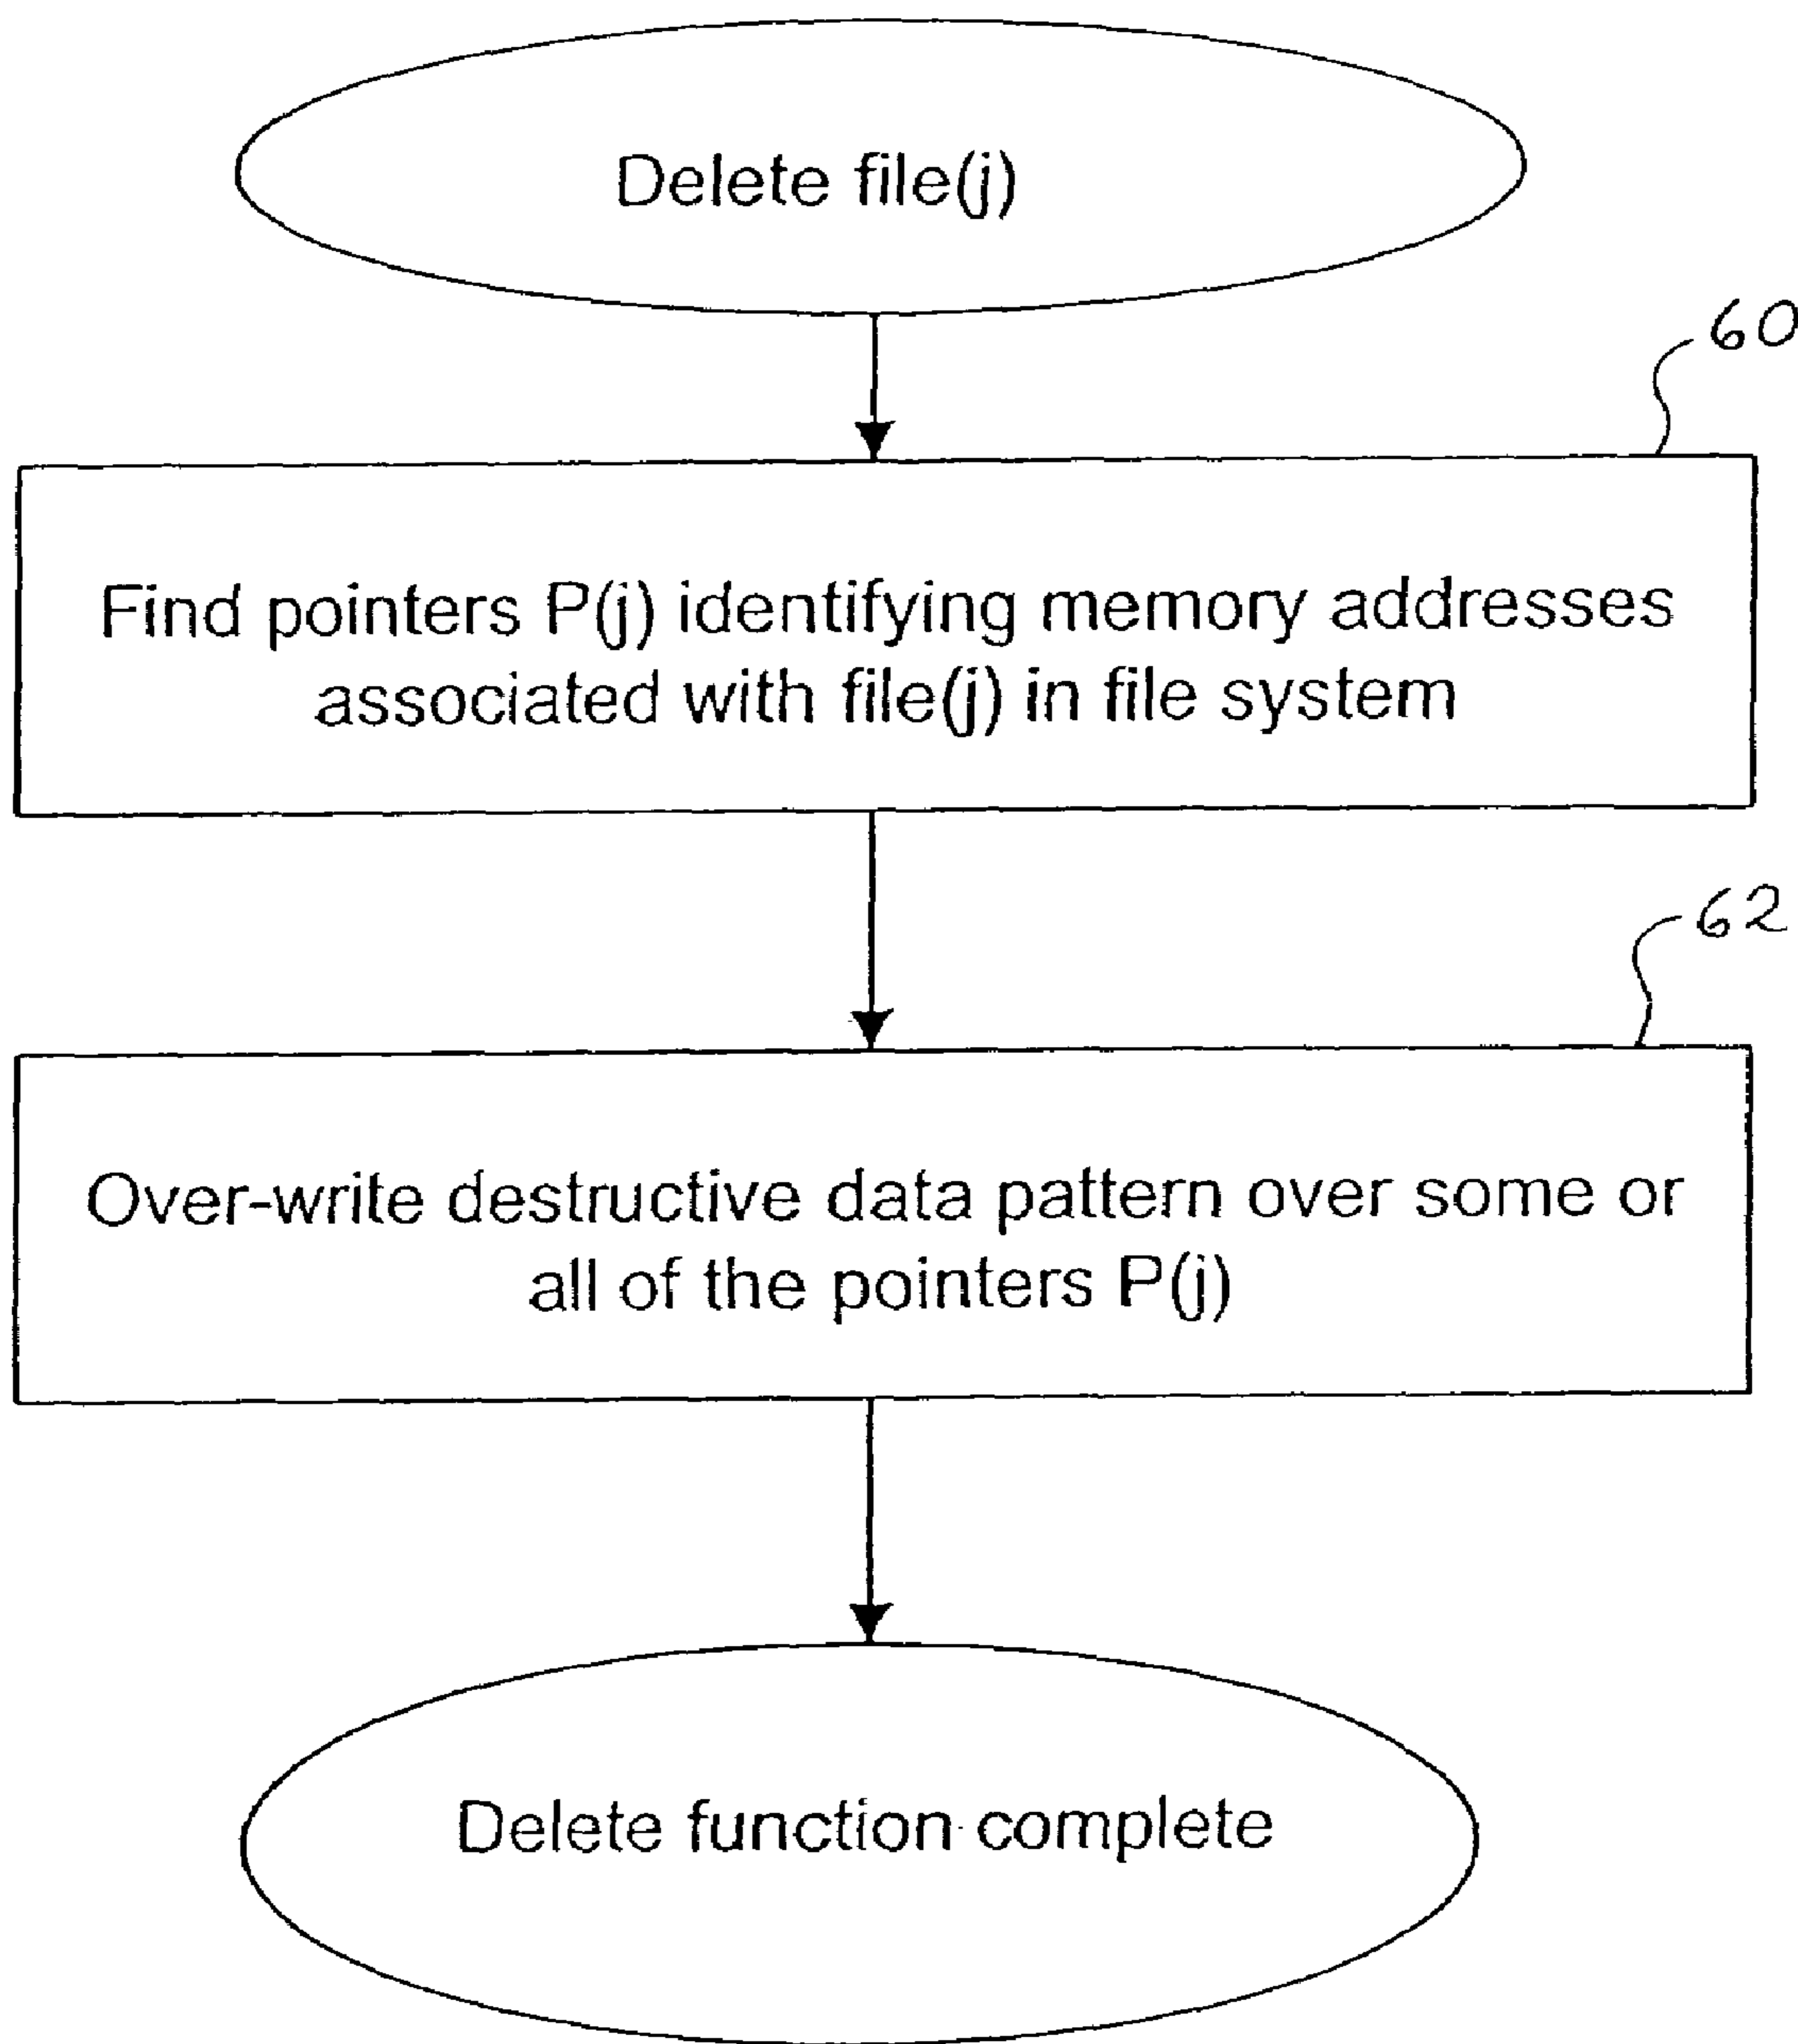 Delete file(j)
60
Find pointers P(j) identifying memory addresses
associated with file(j) in file system
62
Over-write destructive data pattern over some or
all of the pointers P(j)
Delete function complete